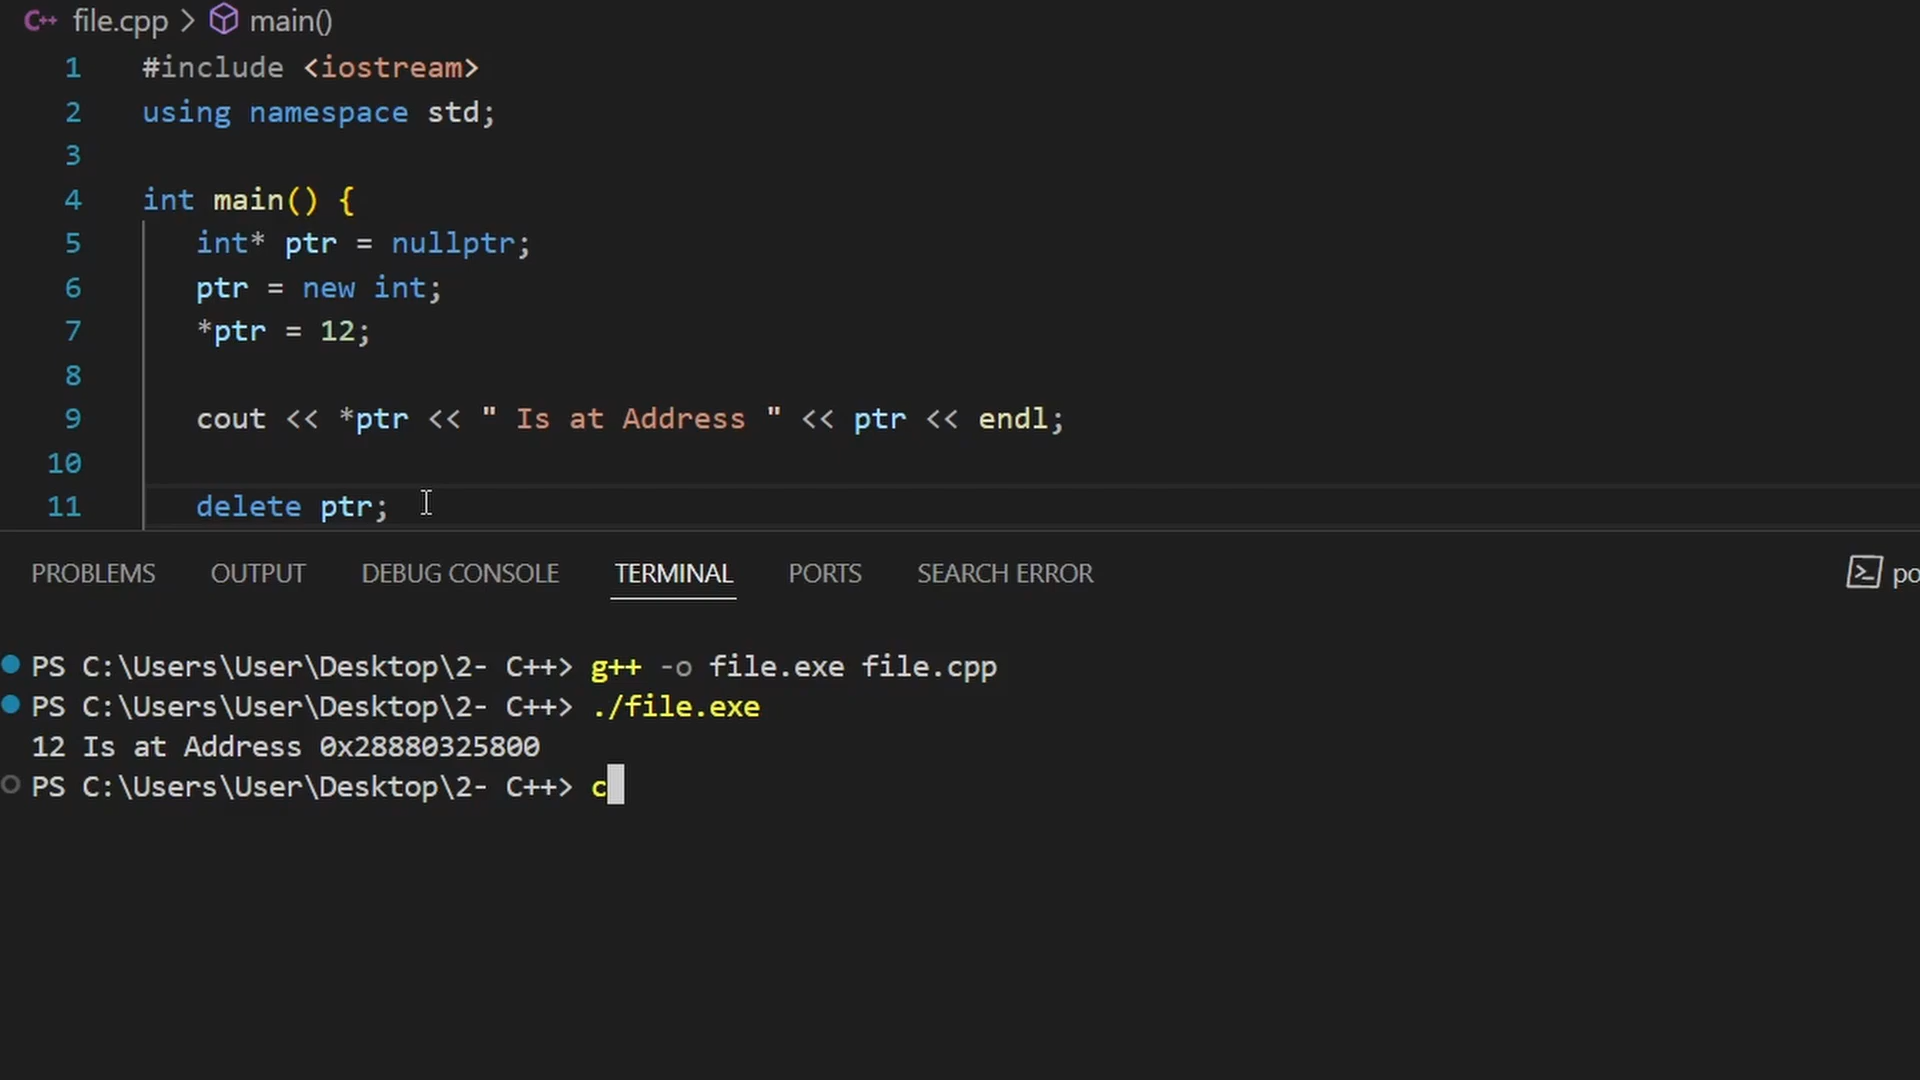 C++ file.cpp > main()
1 #include <iostream>
2 using namespace std;
3
4 int main() {
5 int* ptr = nullptr;
6 ptr = new int;
7 *ptr = 12;
8
9 cout << *ptr << " Is at Address " << ptr << endl;
10
11 delete ptr;
PROBLEMS OUTPUT DEBUG CONSOLE TERMINAL PORTS SEARCH ERROR po
PS C:\Users\User\Desktop\2- C++> g++ -o file.exe file.cpp
PS C:\Users\User\Desktop\2- C++> ./file.exe
12 Is at Address 0x28880325800
PS C:\Users\User\Desktop\2- C++> c